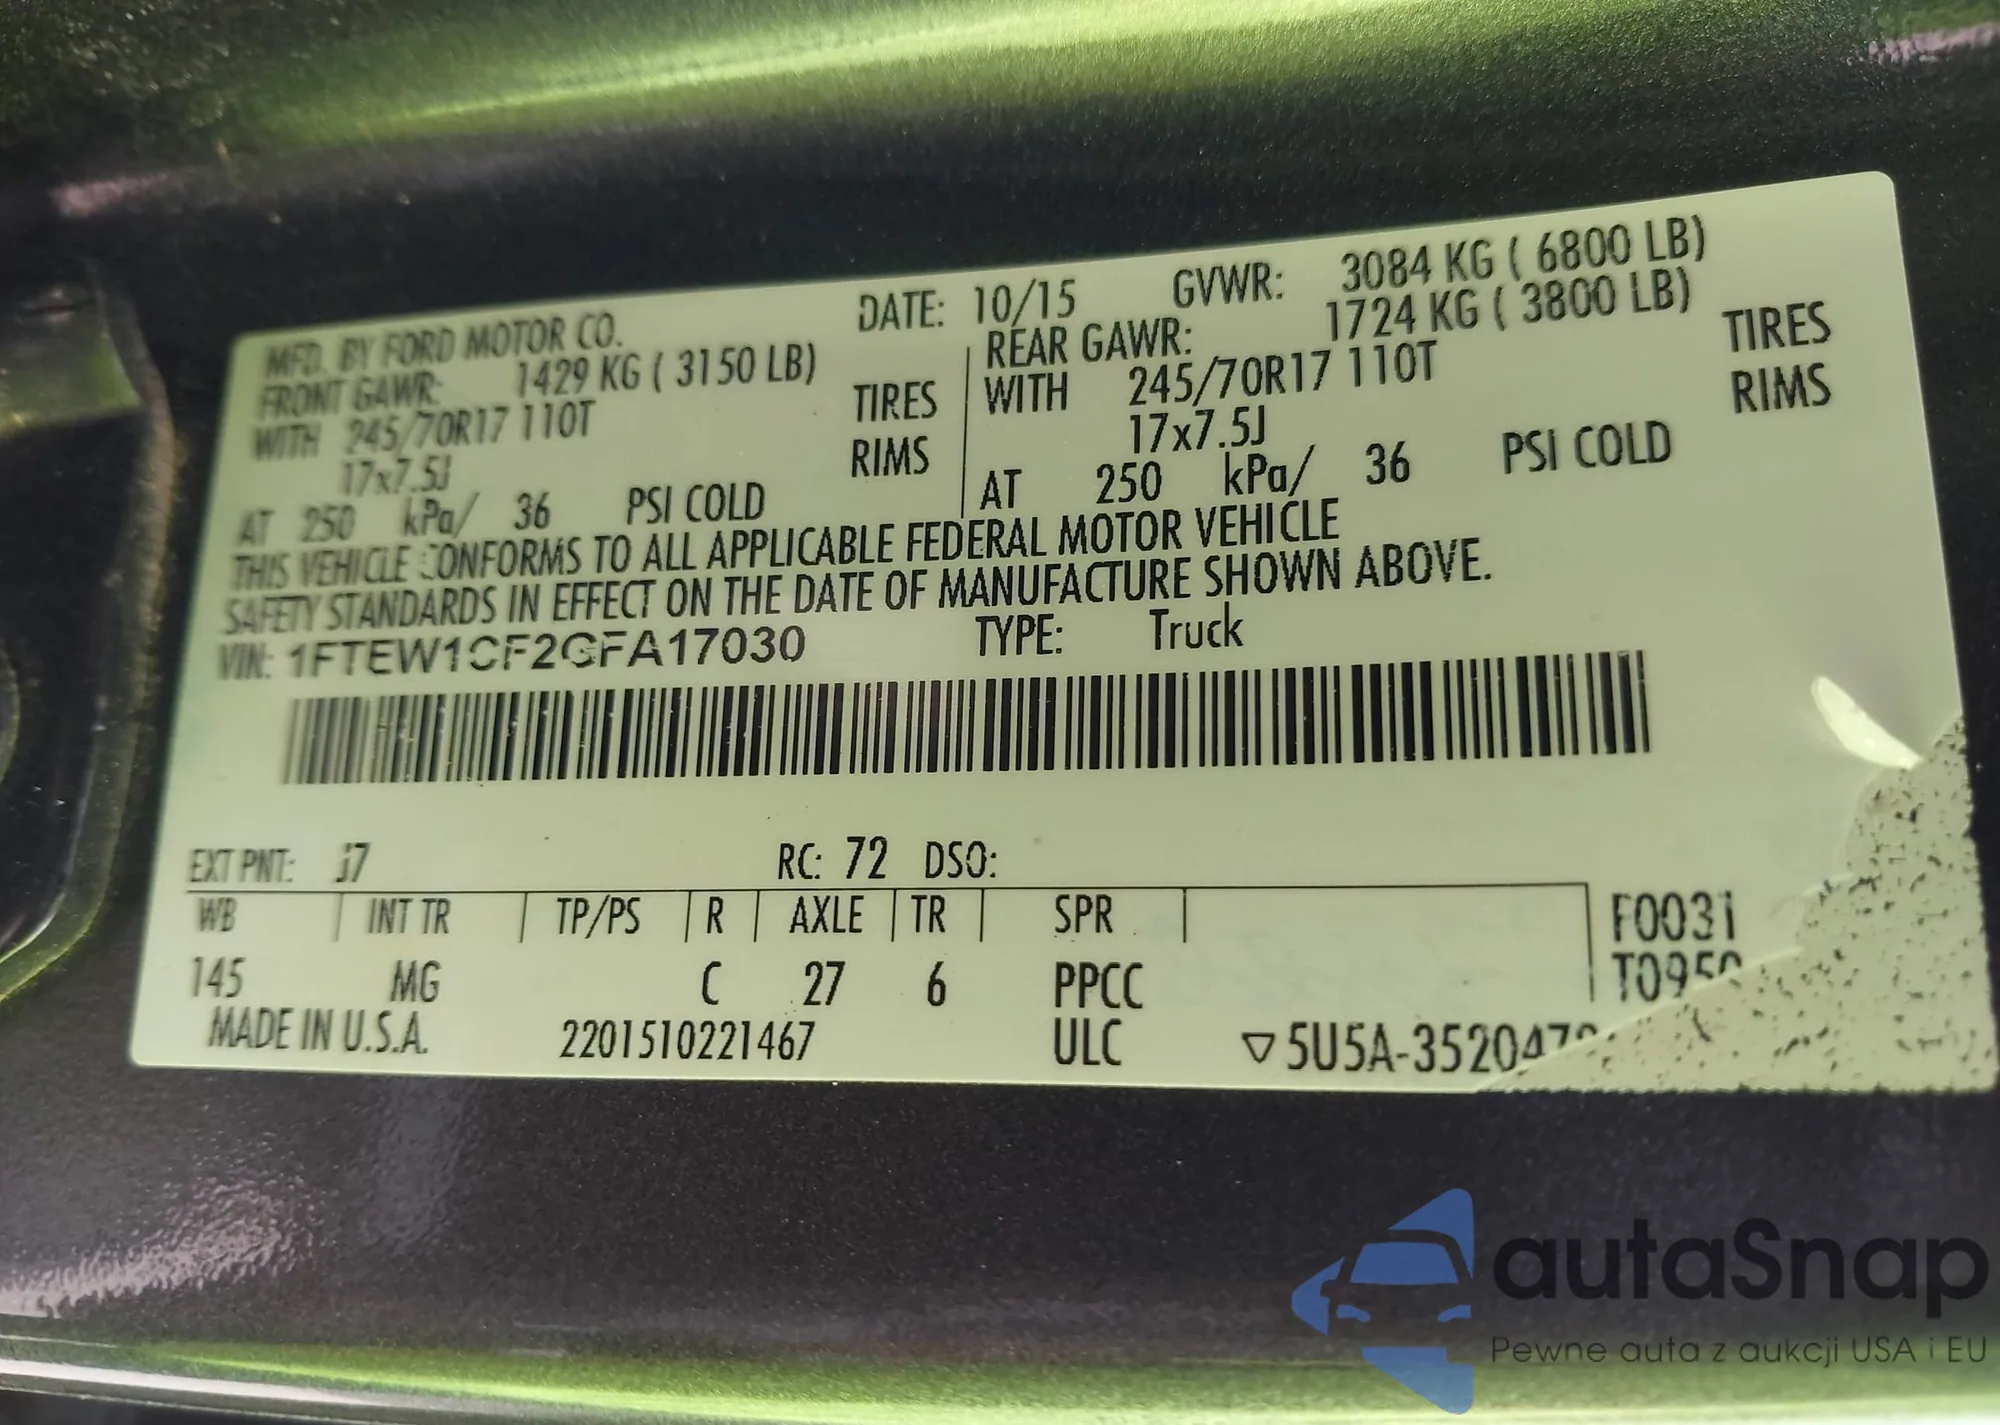 MFD. BY FORD MOTOR CO. DATE: 10/15 GVWR: 3084 KG ( 6800 LB)
FRONT GAWR: 1429 KG ( 3150 LB) REAR GAWR: 1724 KG ( 3800 LB)
WITH 245/70R17 110T TIRES WITH 245/70R17 110T TIRES
17x7.5J RIMS 17x7.5J RIMS
AT 250 kPa/ 36 PSI COLD AT 250 kPa/ 36 PSI COLD
THIS VEHICLE CONFORMS TO ALL APPLICABLE FEDERAL MOTOR VEHICLE
SAFETY STANDARDS IN EFFECT ON THE DATE OF MANUFACTURE SHOWN ABOVE.
VIN: 1FTEW1CF2GFA17030 TYPE: Truck
EXT PNT: J7 RC: 72 DSO:
WB INT TR TP/PS R AXLE TR SPR F0031
145 MG C 27 6 PPCC T0950
MADE IN U.S.A. 2201510221467 ULC ▽5U5A-352047
autaSnap
Pewne auta z aukcji USA i EU